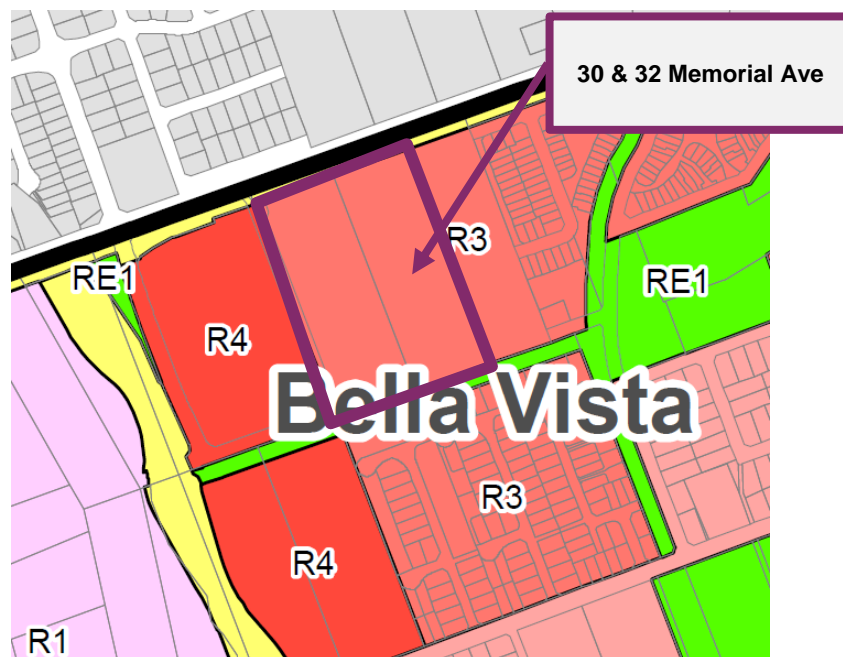 30 & 32 Memorial Ave
R3
RE1
RE1
R4
Bella Vista
R3
R4
R1